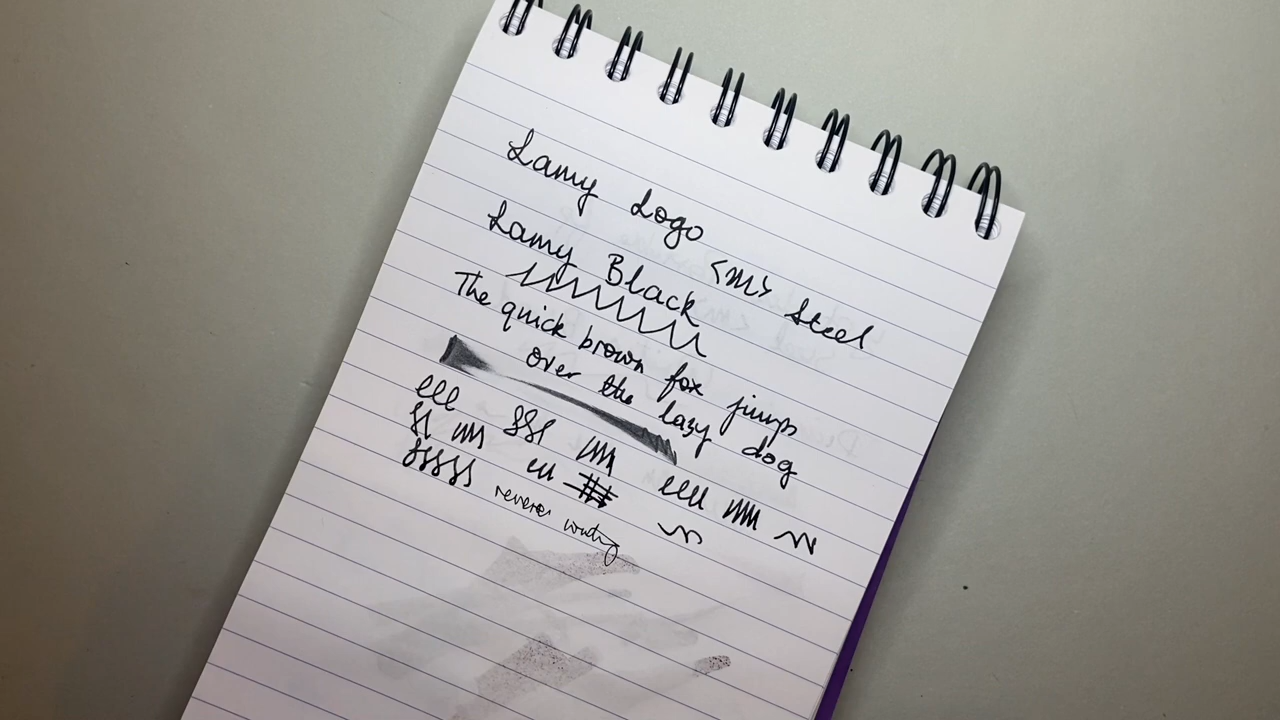 Lamy Logo <M> Steel
Lamy Black
The quick brown fox jumps
over the lazy dog
reverse writing